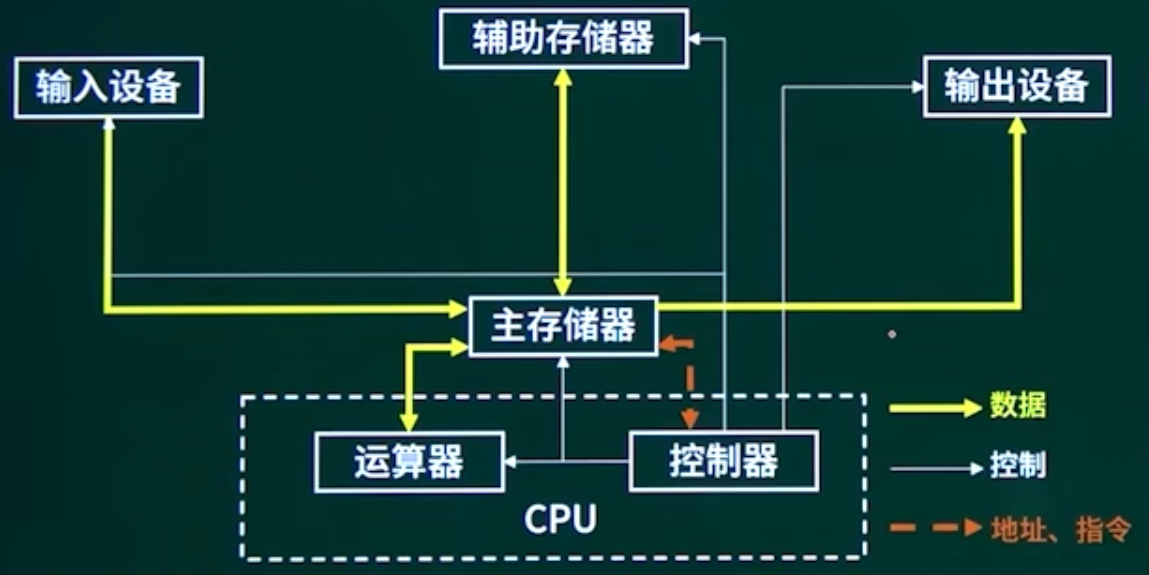 辅助存储器
输入设备
输出设备
主存储器
数据
运算器
控制器
控制
CPU
地址、指令